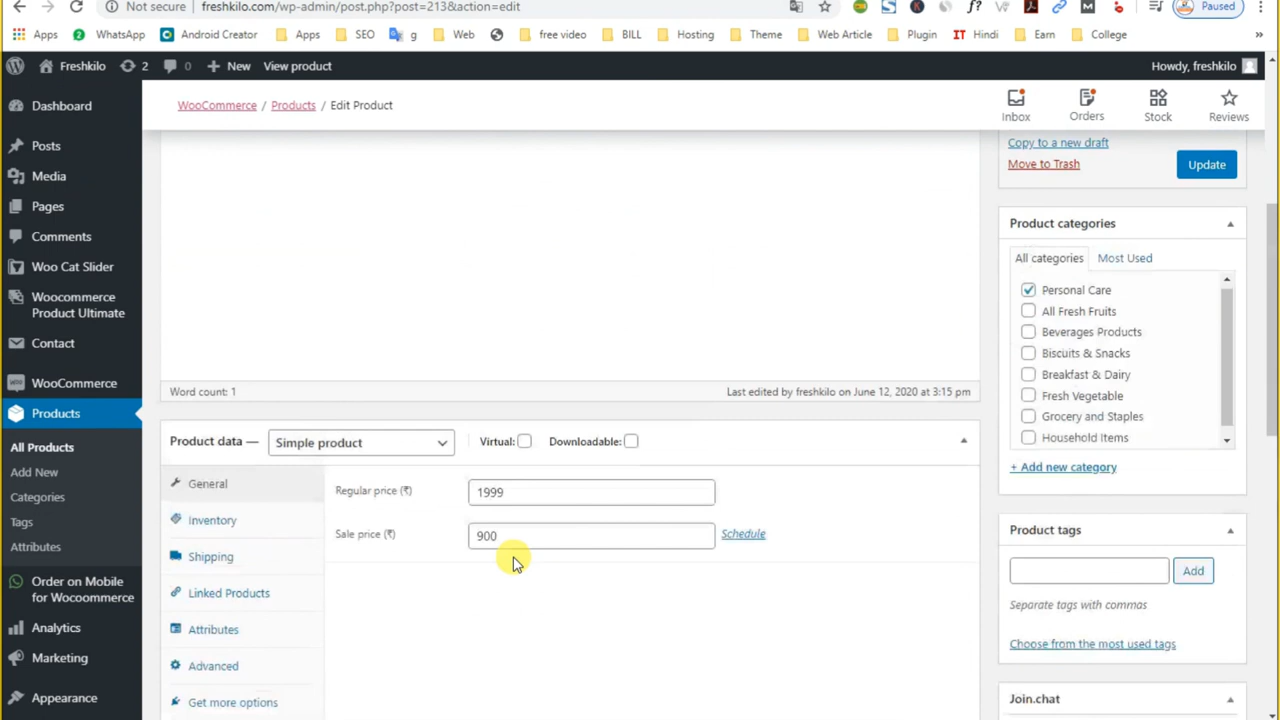 Not secure | freshkilo.com/wp-admin/post.php?post=213&action=edit
Paused
Apps WhatsApp Android Creator Apps SEO g Web free video BILL Hosting Theme Web Article Plugin IT Hindi Earn College »
Freshkilo 2 0 New View product
Howdy, freshkilo
Dashboard
Posts
Media
Pages
Comments
Woo Cat Slider
Woocommerce
Product Ultimate
Contact
WooCommerce
Products
All Products
Add New
Categories
Tags
Attributes
Order on Mobile
for Wocoommerce
Analytics
Marketing
Appearance
WooCommerce / Products / Edit Product
Inbox Orders Stock Reviews
Word count: 1
Last edited by freshkilo on June 12, 2020 at 3:15 pm
Product data — Simple product Virtual: Downloadable:
General
Inventory
Shipping
Linked Products
Attributes
Advanced
Get more options
Regular price (₹) 1999
Sale price (₹) 900 Schedule
Copy to a new draft
Move to Trash
Update
Product categories
All categories Most Used
Personal Care
All Fresh Fruits
Beverages Products
Biscuits & Snacks
Breakfast & Dairy
Fresh Vegetable
Grocery and Staples
Household Items
+ Add new category
Product tags
Add
Separate tags with commas
Choose from the most used tags
Join.chat